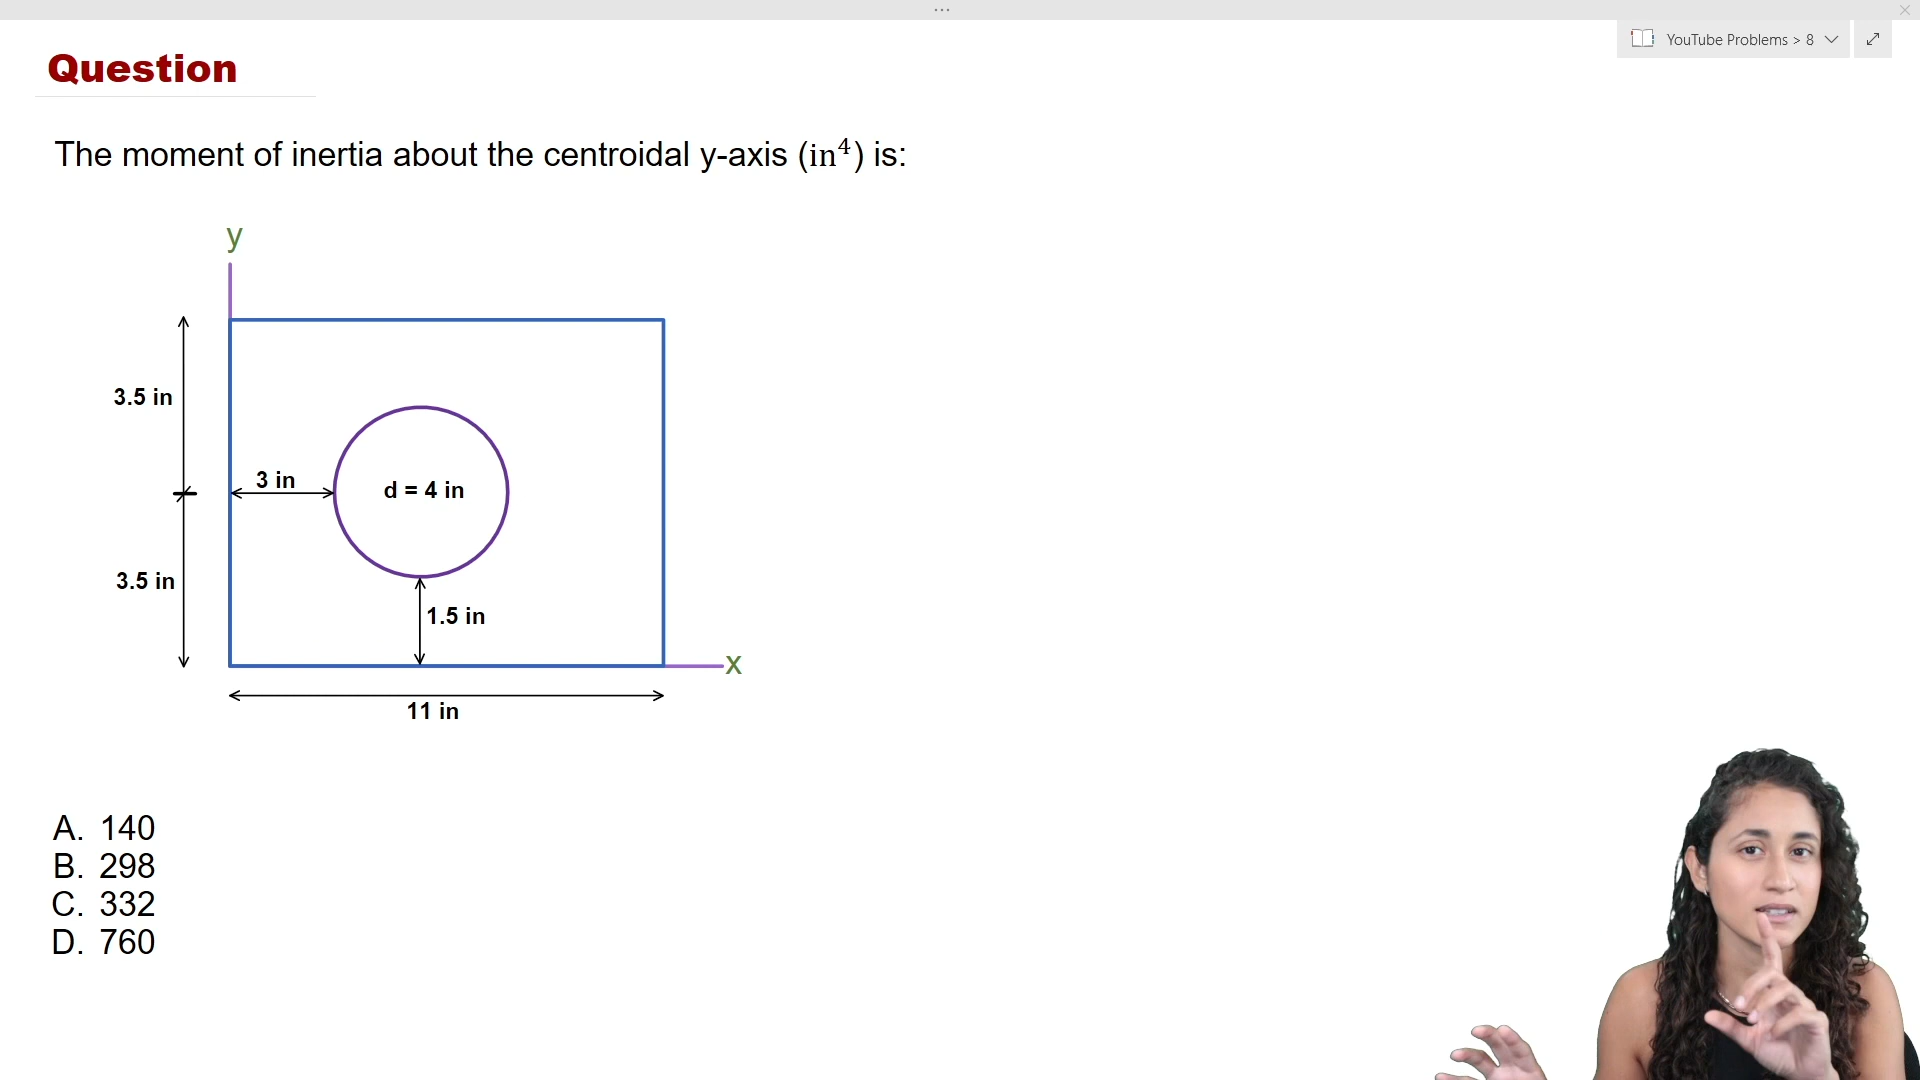 ...
YouTube Problems > 8
Question
The moment of inertia about the centroidal y-axis (in⁴) is:
y
3.5 in
3 in
d = 4 in
3.5 in
1.5 in
x
11 in
A. 140
B. 298
C. 332
D. 760